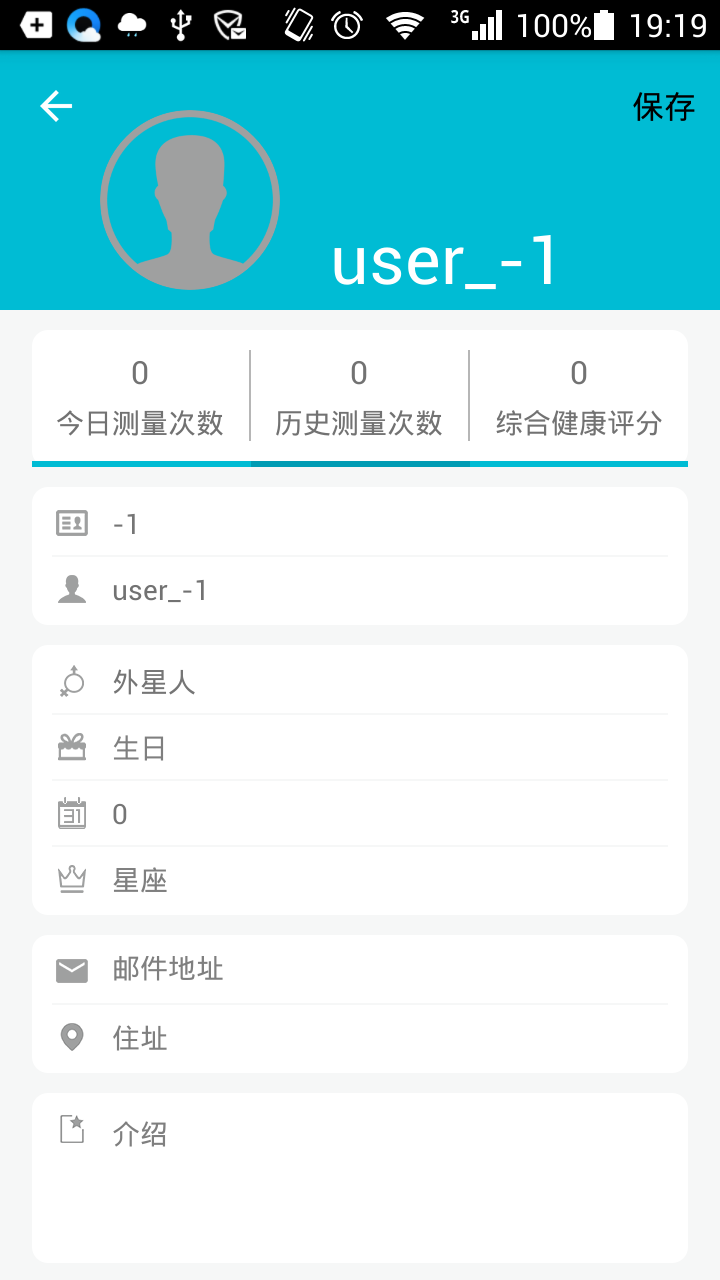 3G 100% 19:19
保存
user_-1
0 0 0
今日测量次数 历史测量次数 综合健康评分
-1
user_-1
外星人
生日
31 0
星座
邮件地址
住址
介绍